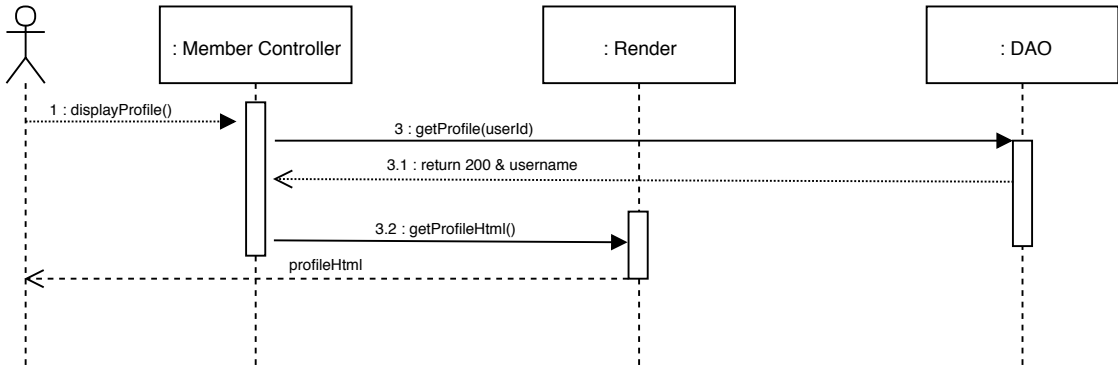 : Member Controller
: Render
: DAO
1 : displayProfile()
3 : getProfile(userId)
3.1 : return 200 & username
3.2 : getProfileHtml()
profileHtml